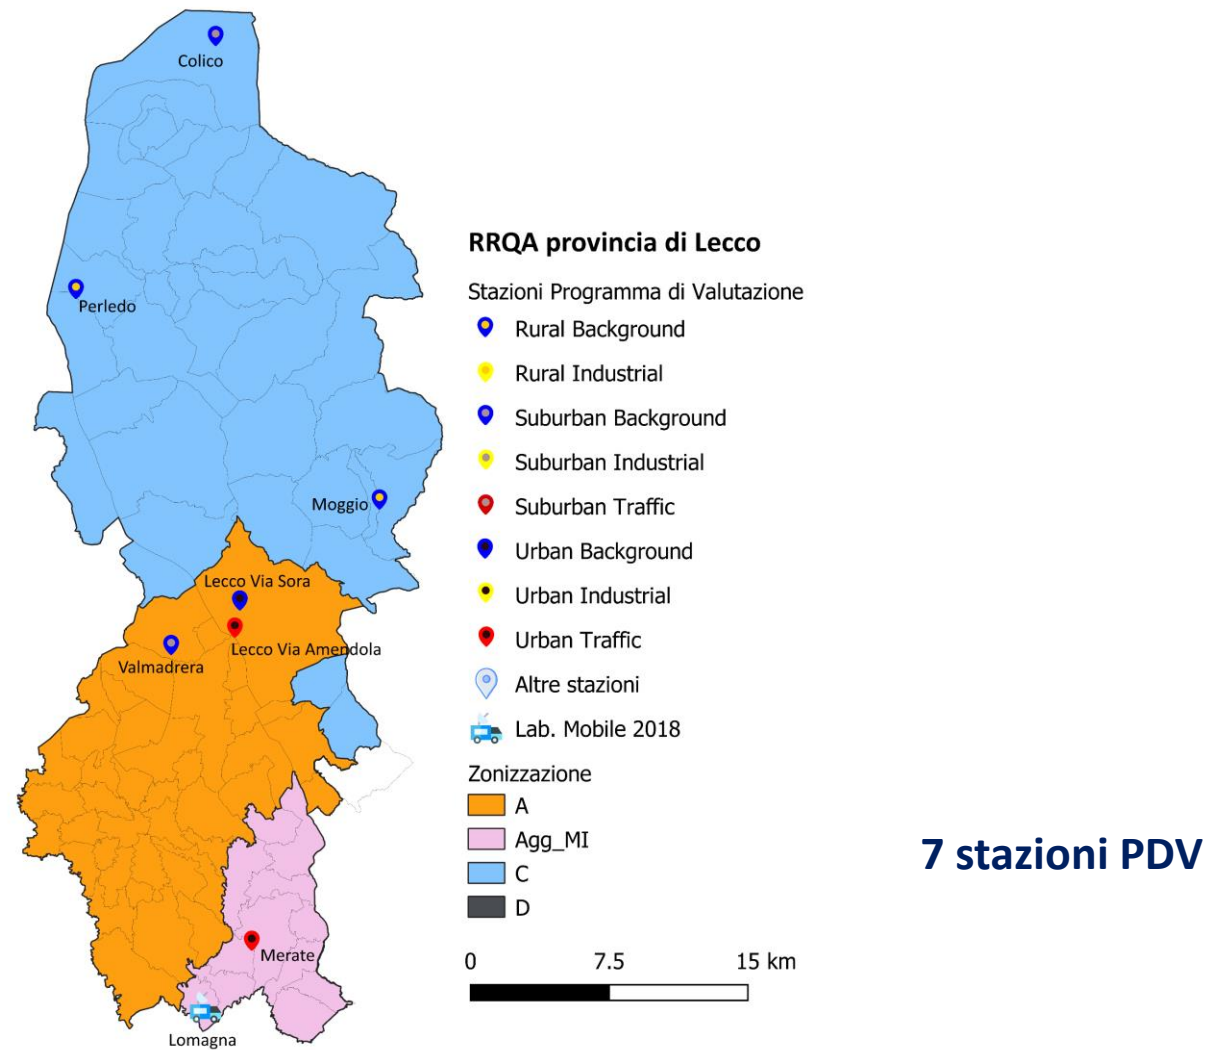 Colico
Perledo
Moggio
Lecco Via Sora
Lecco Via Amendola
Valmadrera
Merate
Lomagna
RRQA provincia di Lecco
Stazioni Programma di Valutazione
Rural Background
Rural Industrial
Suburban Background
Suburban Industrial
Suburban Traffic
Urban Background
Urban Industrial
Urban Traffic
Altre stazioni
Lab. Mobile 2018
Zonizzazione
A
Agg_MI
C
D
0 7.5 15 km
7 stazioni PDV